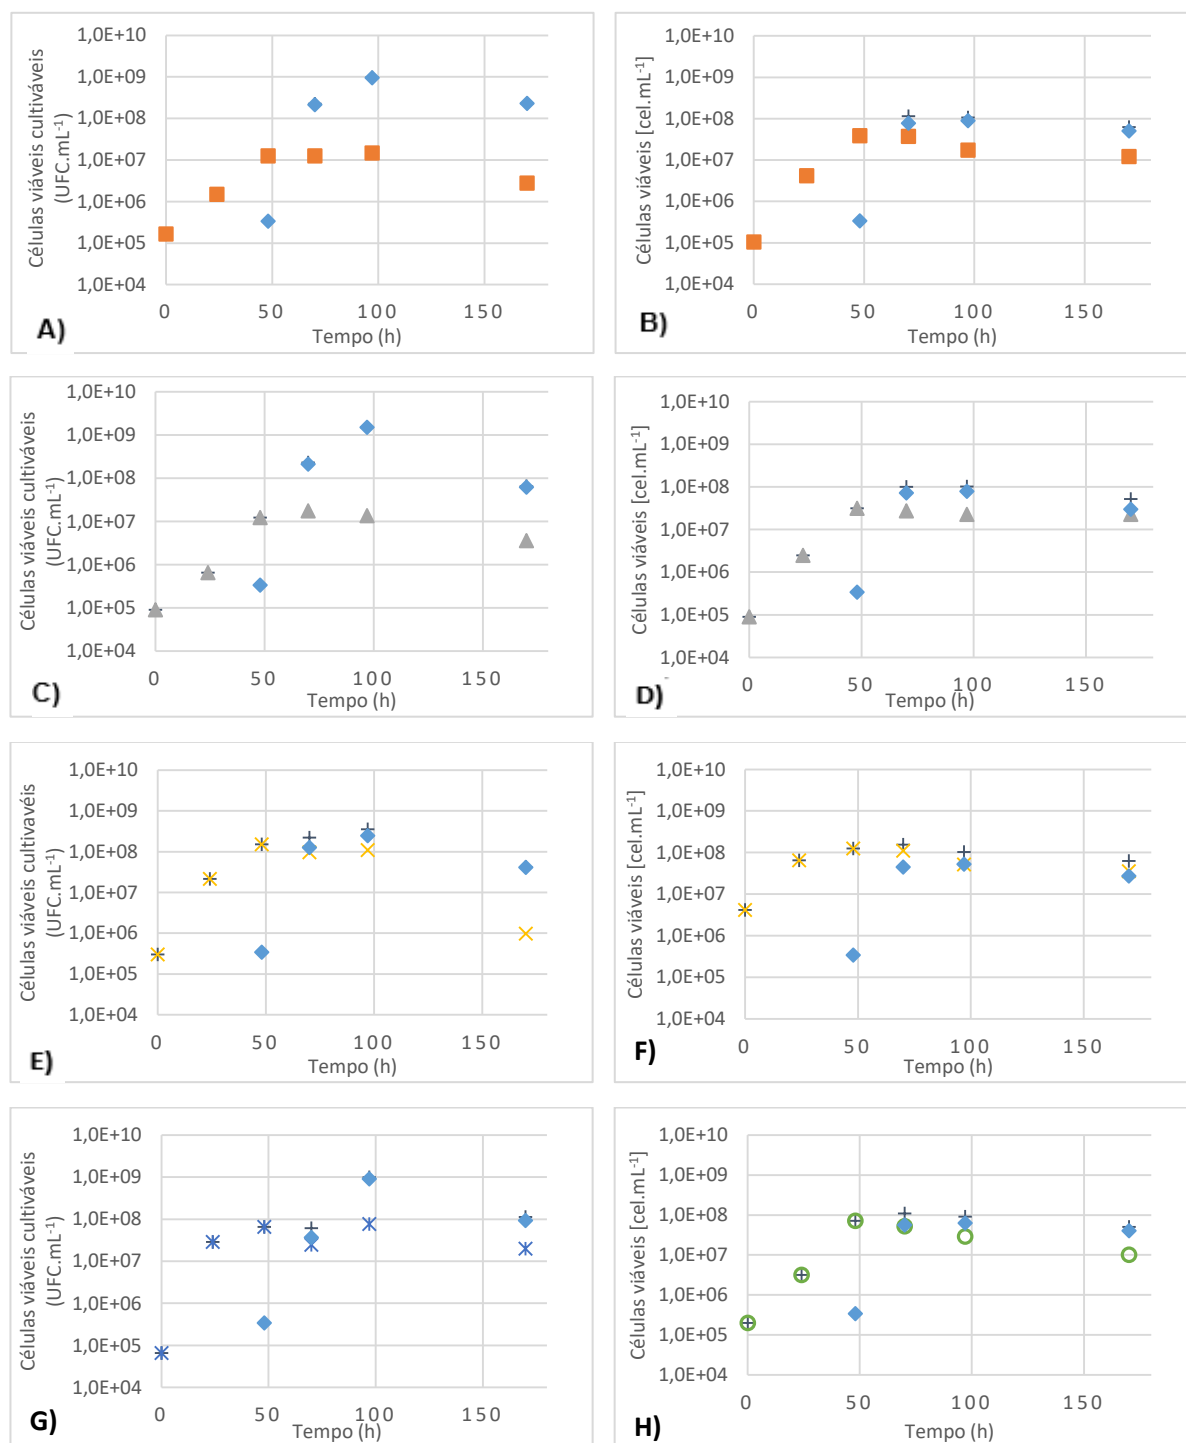 Células viáveis cultiváveis
(UFC.mL-1)
1,0E+10
1,0E+09
1,0E+08
1,0E+07
1,0E+06
1,0E+05
1,0E+04
0 50 100 150
Tempo (h)
A)
Células viáveis [cel.mL-1]
1,0E+10
1,0E+09
1,0E+08
1,0E+07
1,0E+06
1,0E+05
1,0E+04
0 50 100 150
Tempo (h)
B)
Células viáveis cultiváveis
(UFC.mL-1)
1,0E+10
1,0E+09
1,0E+08
1,0E+07
1,0E+06
1,0E+05
1,0E+04
0 50 100 150
Tempo (h)
C)
Células viáveis [cel.mL-1]
1,0E+10
1,0E+09
1,0E+08
1,0E+07
1,0E+06
1,0E+05
1,0E+04
0 50 100 150
Tempo (h)
D)
Células viáveis cultivavéis
(UFC.mL-1)
1,0E+10
1,0E+09
1,0E+08
1,0E+07
1,0E+06
1,0E+05
1,0E+04
0 50 100 150
Tempo (h)
E)
Células viáveis [cel.mL-1]
1,0E+10
1,0E+09
1,0E+08
1,0E+07
1,0E+06
1,0E+05
1,0E+04
0 50 100 150
Tempo (h)
F)
Células viáveis cultiváveis
(UFC.mL-1)
1,0E+10
1,0E+09
1,0E+08
1,0E+07
1,0E+06
1,0E+05
1,0E+04
0 50 100 150
Tempo (h)
G)
Células viáveis [cel.mL-1]
1,0E+10
1,0E+09
1,0E+08
1,0E+07
1,0E+06
1,0E+05
1,0E+04
0 50 100 150
Tempo (h)
H)